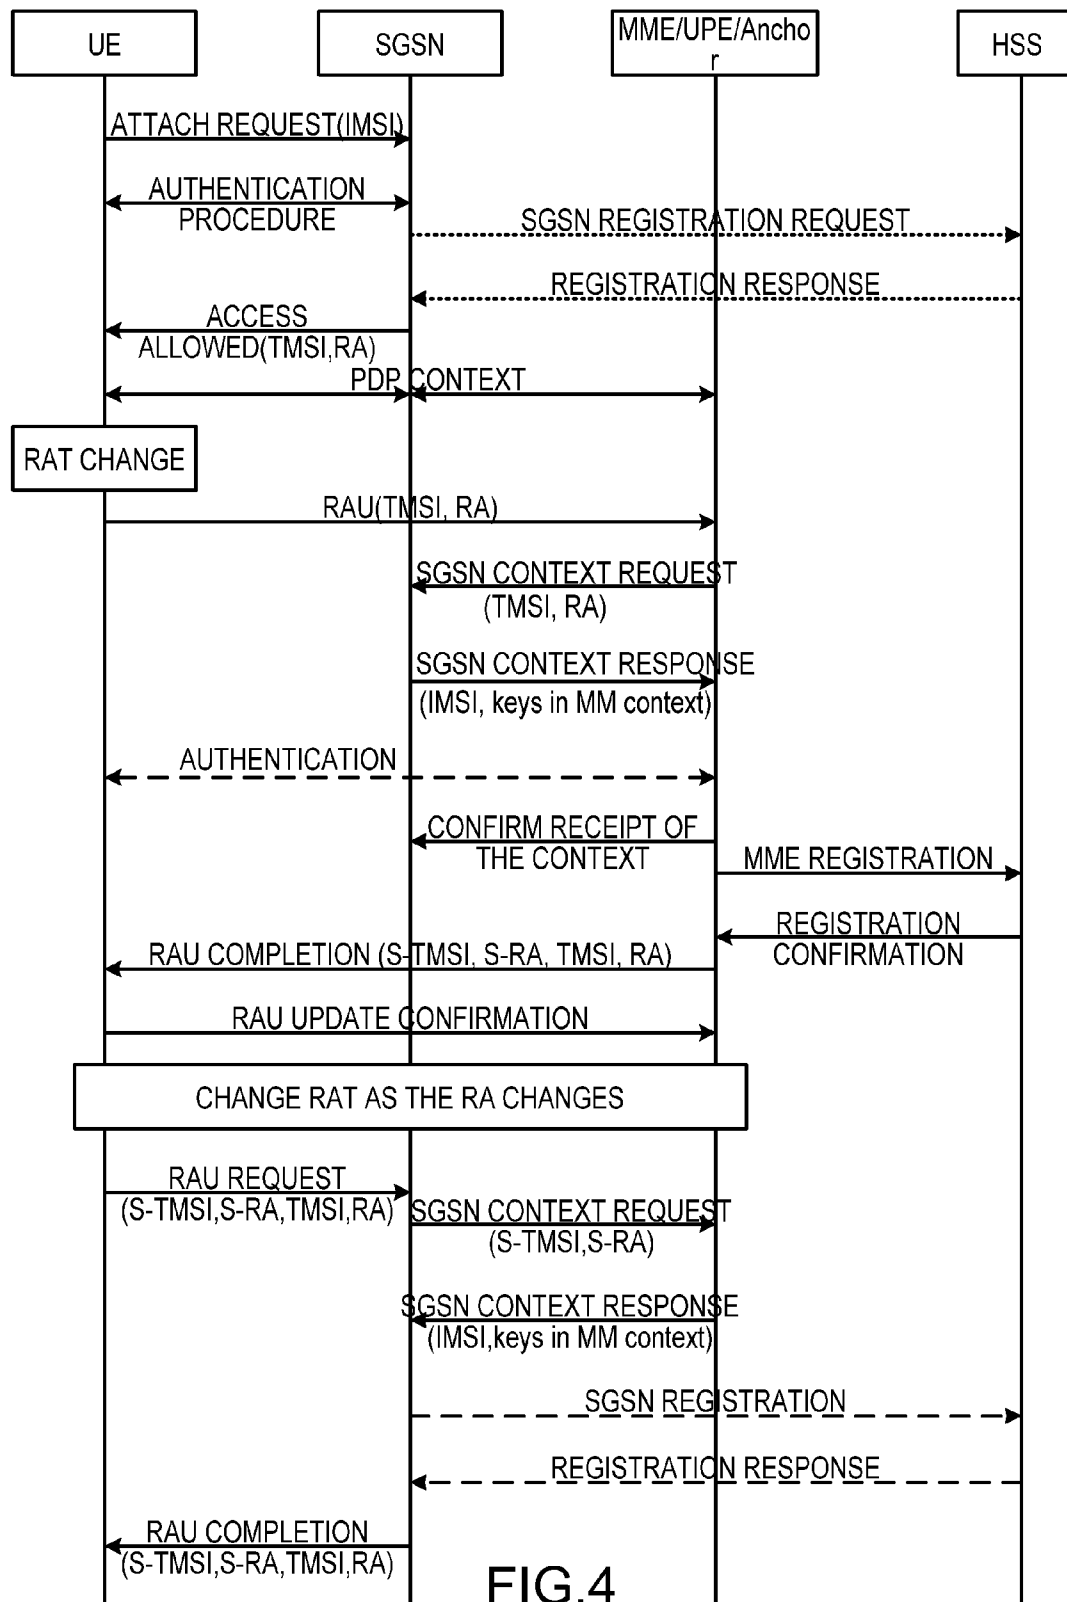 UE
SGSN
MME/UPE/Ancho
r
HSS
ATTACH REQUEST(IMSI)
AUTHENTICATION
PROCEDURE
SGSN REGISTRATION REQUEST
REGISTRATION RESPONSE
ACCESS
ALLOWED(TMSI,RA)
PDP CONTEXT
RAT CHANGE
RAU(TMSI, RA)
SGSN CONTEXT REQUEST
(TMSI, RA)
SGSN CONTEXT RESPONSE
(IMSI, keys in MM context)
AUTHENTICATION
CONFIRM RECEIPT OF
THE CONTEXT
MME REGISTRATION
REGISTRATION
CONFIRMATION
RAU COMPLETION (S-TMSI, S-RA, TMSI, RA)
RAU UPDATE CONFIRMATION
CHANGE RAT AS THE RA CHANGES
RAU REQUEST
(S-TMSI,S-RA,TMSI,RA)
SGSN CONTEXT REQUEST
(S-TMSI,S-RA)
SGSN CONTEXT RESPONSE
(IMSI,keys in MM context)
SGSN REGISTRATION
REGISTRATION RESPONSE
RAU COMPLETION
(S-TMSI,S-RA,TMSI,RA)
FIG.4